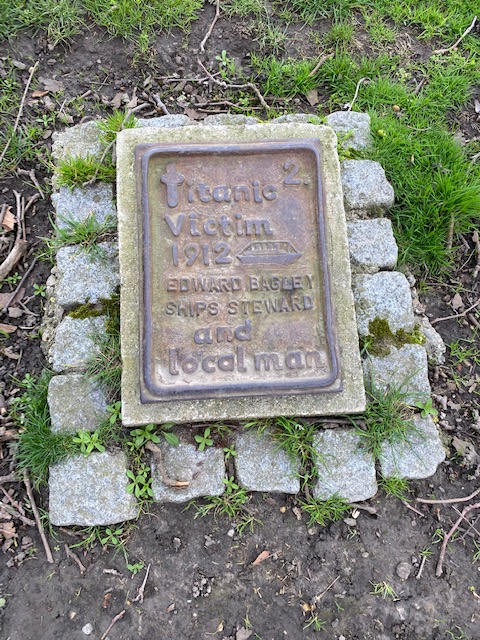 titanic 2.
Victim
1912
EDWARD BAGLEY
SHIPS STEWARD
and
local man